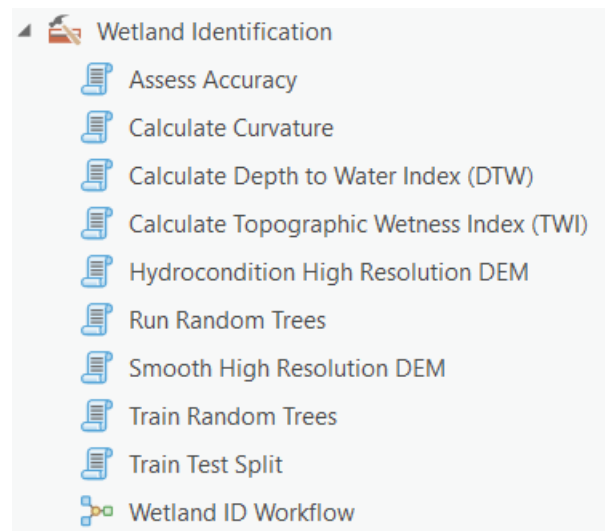 Wetland Identification
Assess Accuracy
Calculate Curvature
Calculate Depth to Water Index (DTW)
Calculate Topographic Wetness Index (TWI)
Hydrocondition High Resolution DEM
Run Random Trees
Smooth High Resolution DEM
Train Random Trees
Train Test Split
Wetland ID Workflow